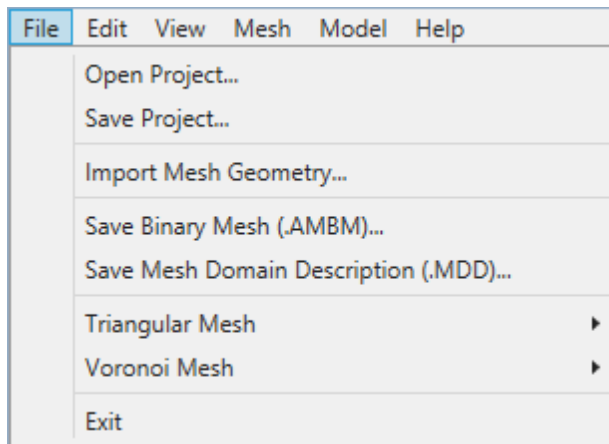 File Edit View Mesh Model Help
Open Project...
Save Project...
Import Mesh Geometry...
Save Binary Mesh (.AMBM)...
Save Mesh Domain Description (.MDD)...
Triangular Mesh
Voronoi Mesh
Exit